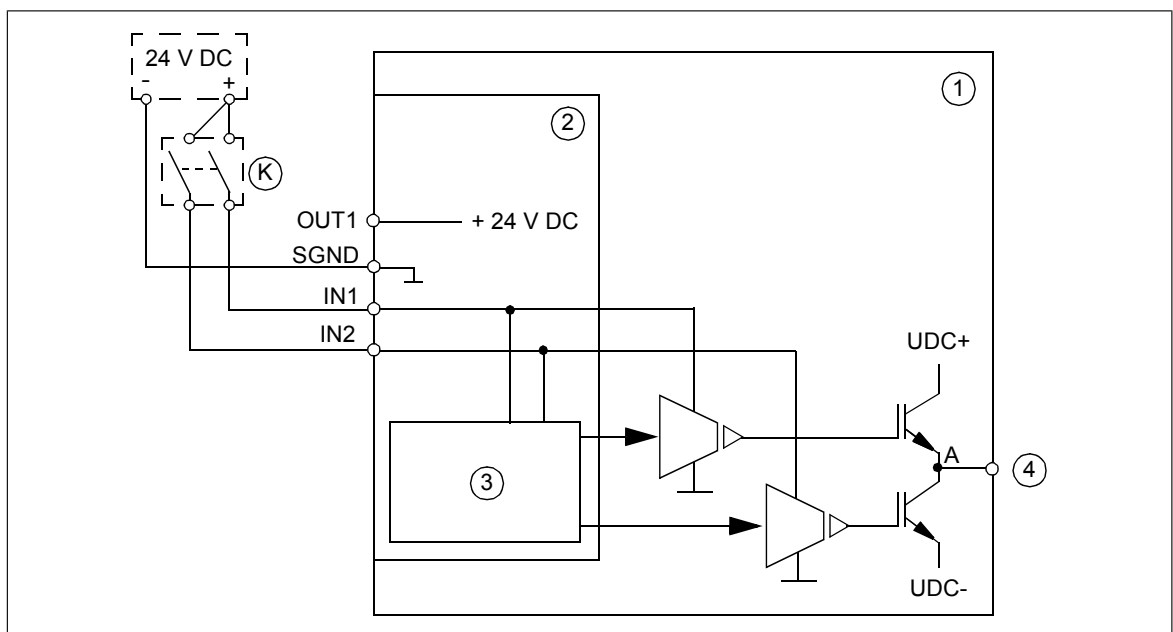 24 V DC
- +
1
2
K
OUT1
+ 24 V DC
SGND
IN1
IN2
UDC+
3
A
4
UDC-